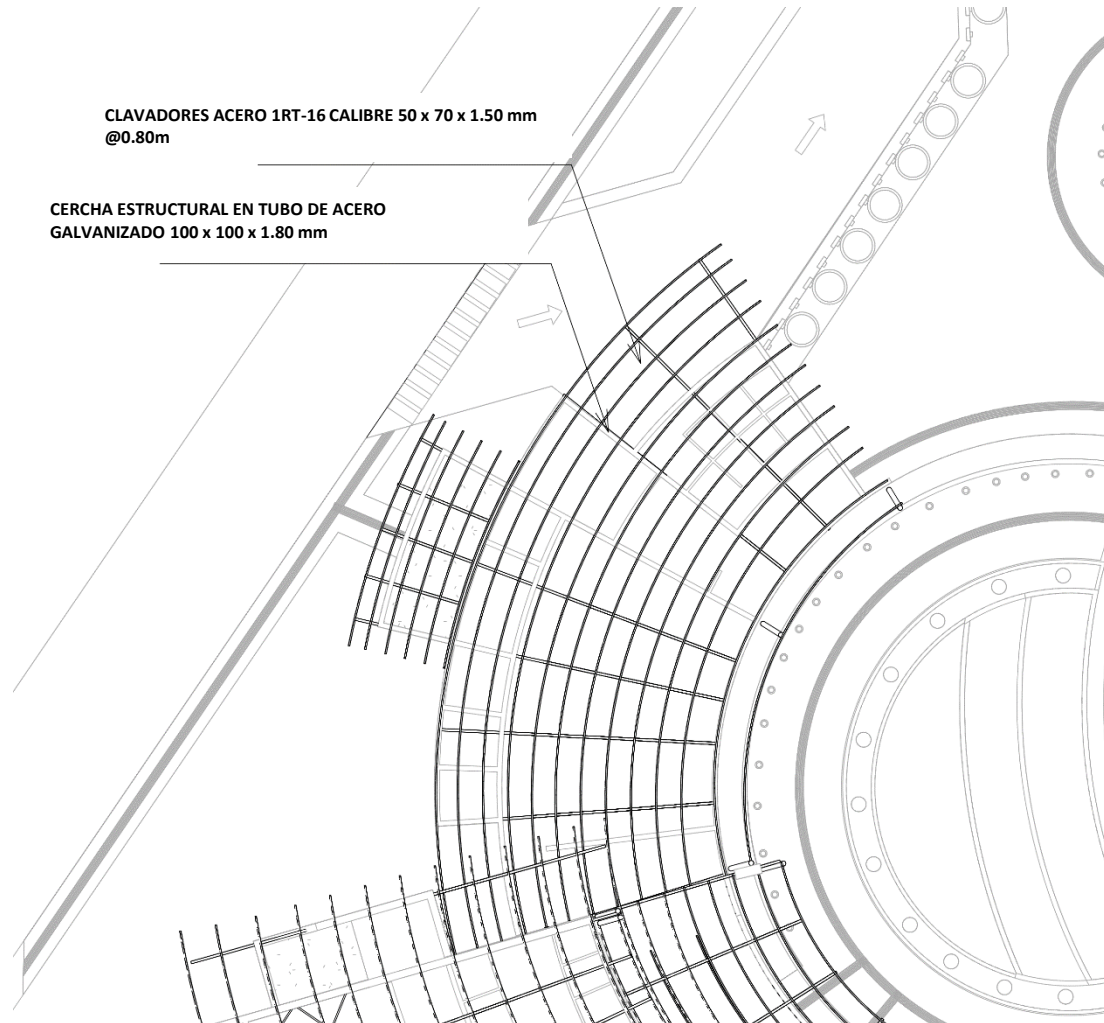 CLAVADORES ACERO 1RT-16 CALIBRE 50 x 70 x 1.50 mm
@0.80m
CERCHA ESTRUCTURAL EN TUBO DE ACERO
GALVANIZADO 100 x 100 x 1.80 mm